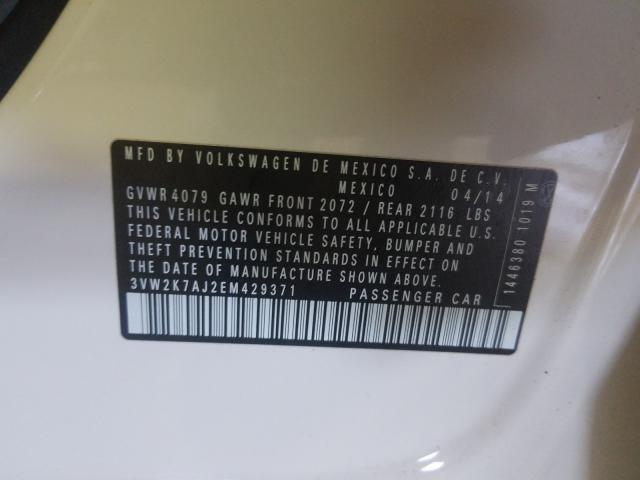 MFD BY VOLKSWAGEN DE MEXICO S.A. DE C.V.
MEXICO 04/14
GVWR 4079 GAWR FRONT 2072 / REAR 2116 LBS
THIS VEHICLE CONFORMS TO ALL APPLICABLE U.S.
FEDERAL MOTOR VEHICLE SAFETY, BUMPER AND
THEFT PREVENTION STANDARDS IN EFFECT ON
THE DATE OF MANUFACTURE SHOWN ABOVE.
3VW2K7AJ2EM429371 PASSENGER CAR
1446380 1019 M